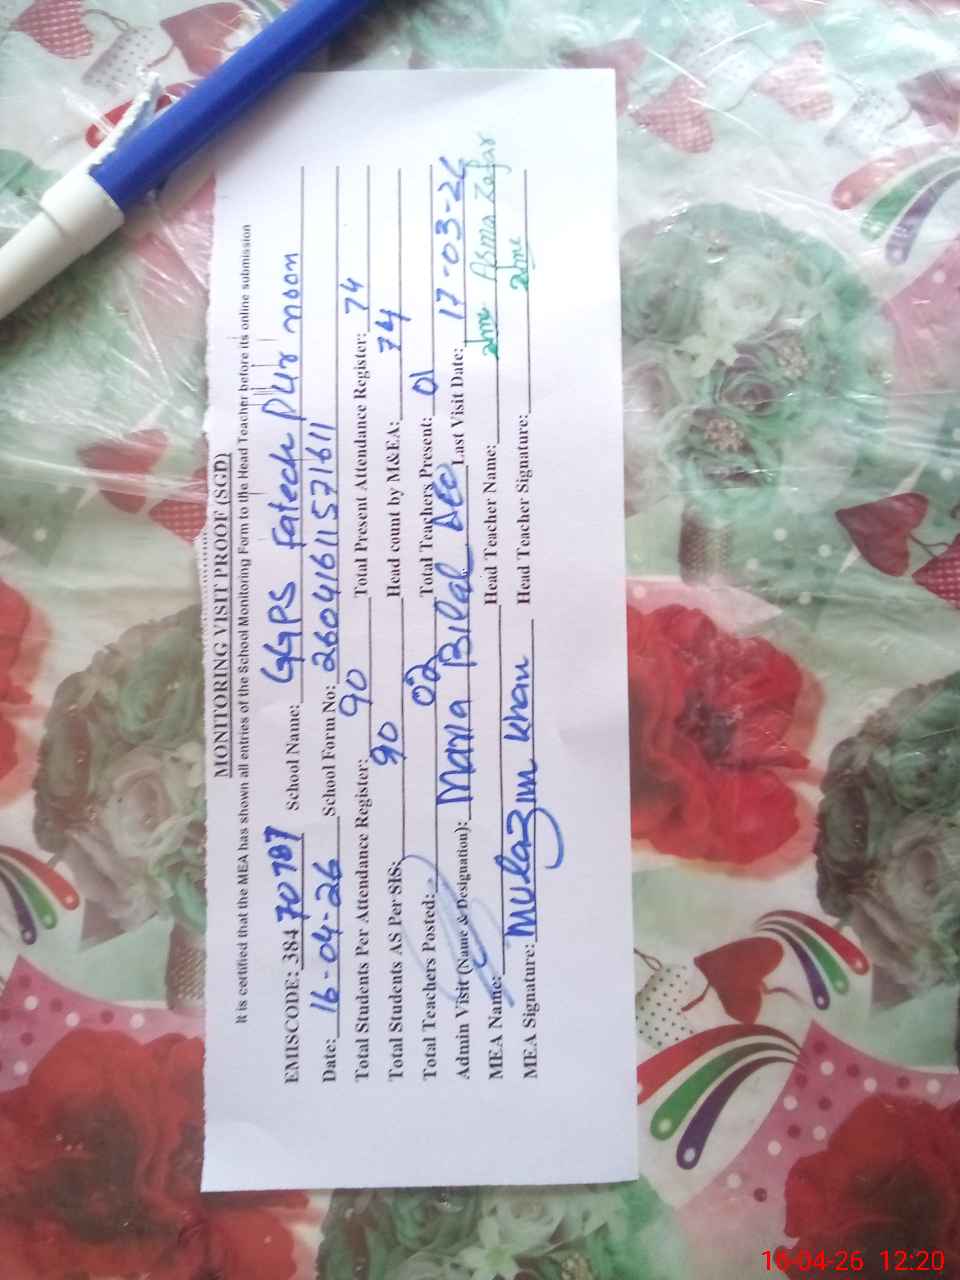 MONITORING VISIT PROOF (SGD)
It is certified that the MEA has shown all entries of the School Monitoring Form to the Head Teacher before its online submission
EMISCODE: 38470787 School Name: GGPS Fatech pur noon
Date: 16-04-26 School Form No: 26041611571611
Total Students Per Attendance Register: 90 Total Present Attendance Register: 74
Total Students AS Per SIS: 90 Head count by M&EA: 74
Total Teachers Posted: 02 Total Teachers Present: 01
Admin Visit (Name & Designation): Maria Bilal AEO Last Visit Date: 17-03-26
MEA Name: Mulazim Khan Head Teacher Name: Asma Zafar
MEA Signature: Head Teacher Signature:
16-04-26 12:20